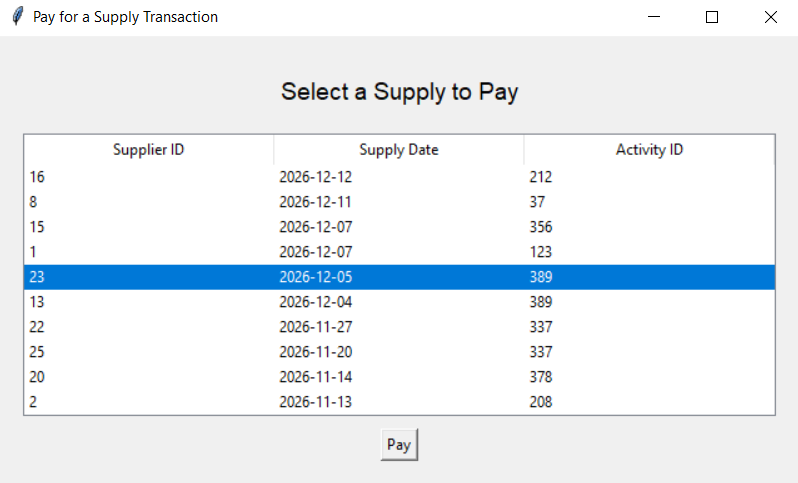 Pay for a Supply Transaction
Select a Supply to Pay
Supplier ID Supply Date Activity ID
16 2026-12-12 212
8 2026-12-11 37
15 2026-12-07 356
1 2026-12-07 123
23 2026-12-05 389
13 2026-12-04 389
22 2026-11-27 337
25 2026-11-20 337
20 2026-11-14 378
2 2026-11-13 208
Pay